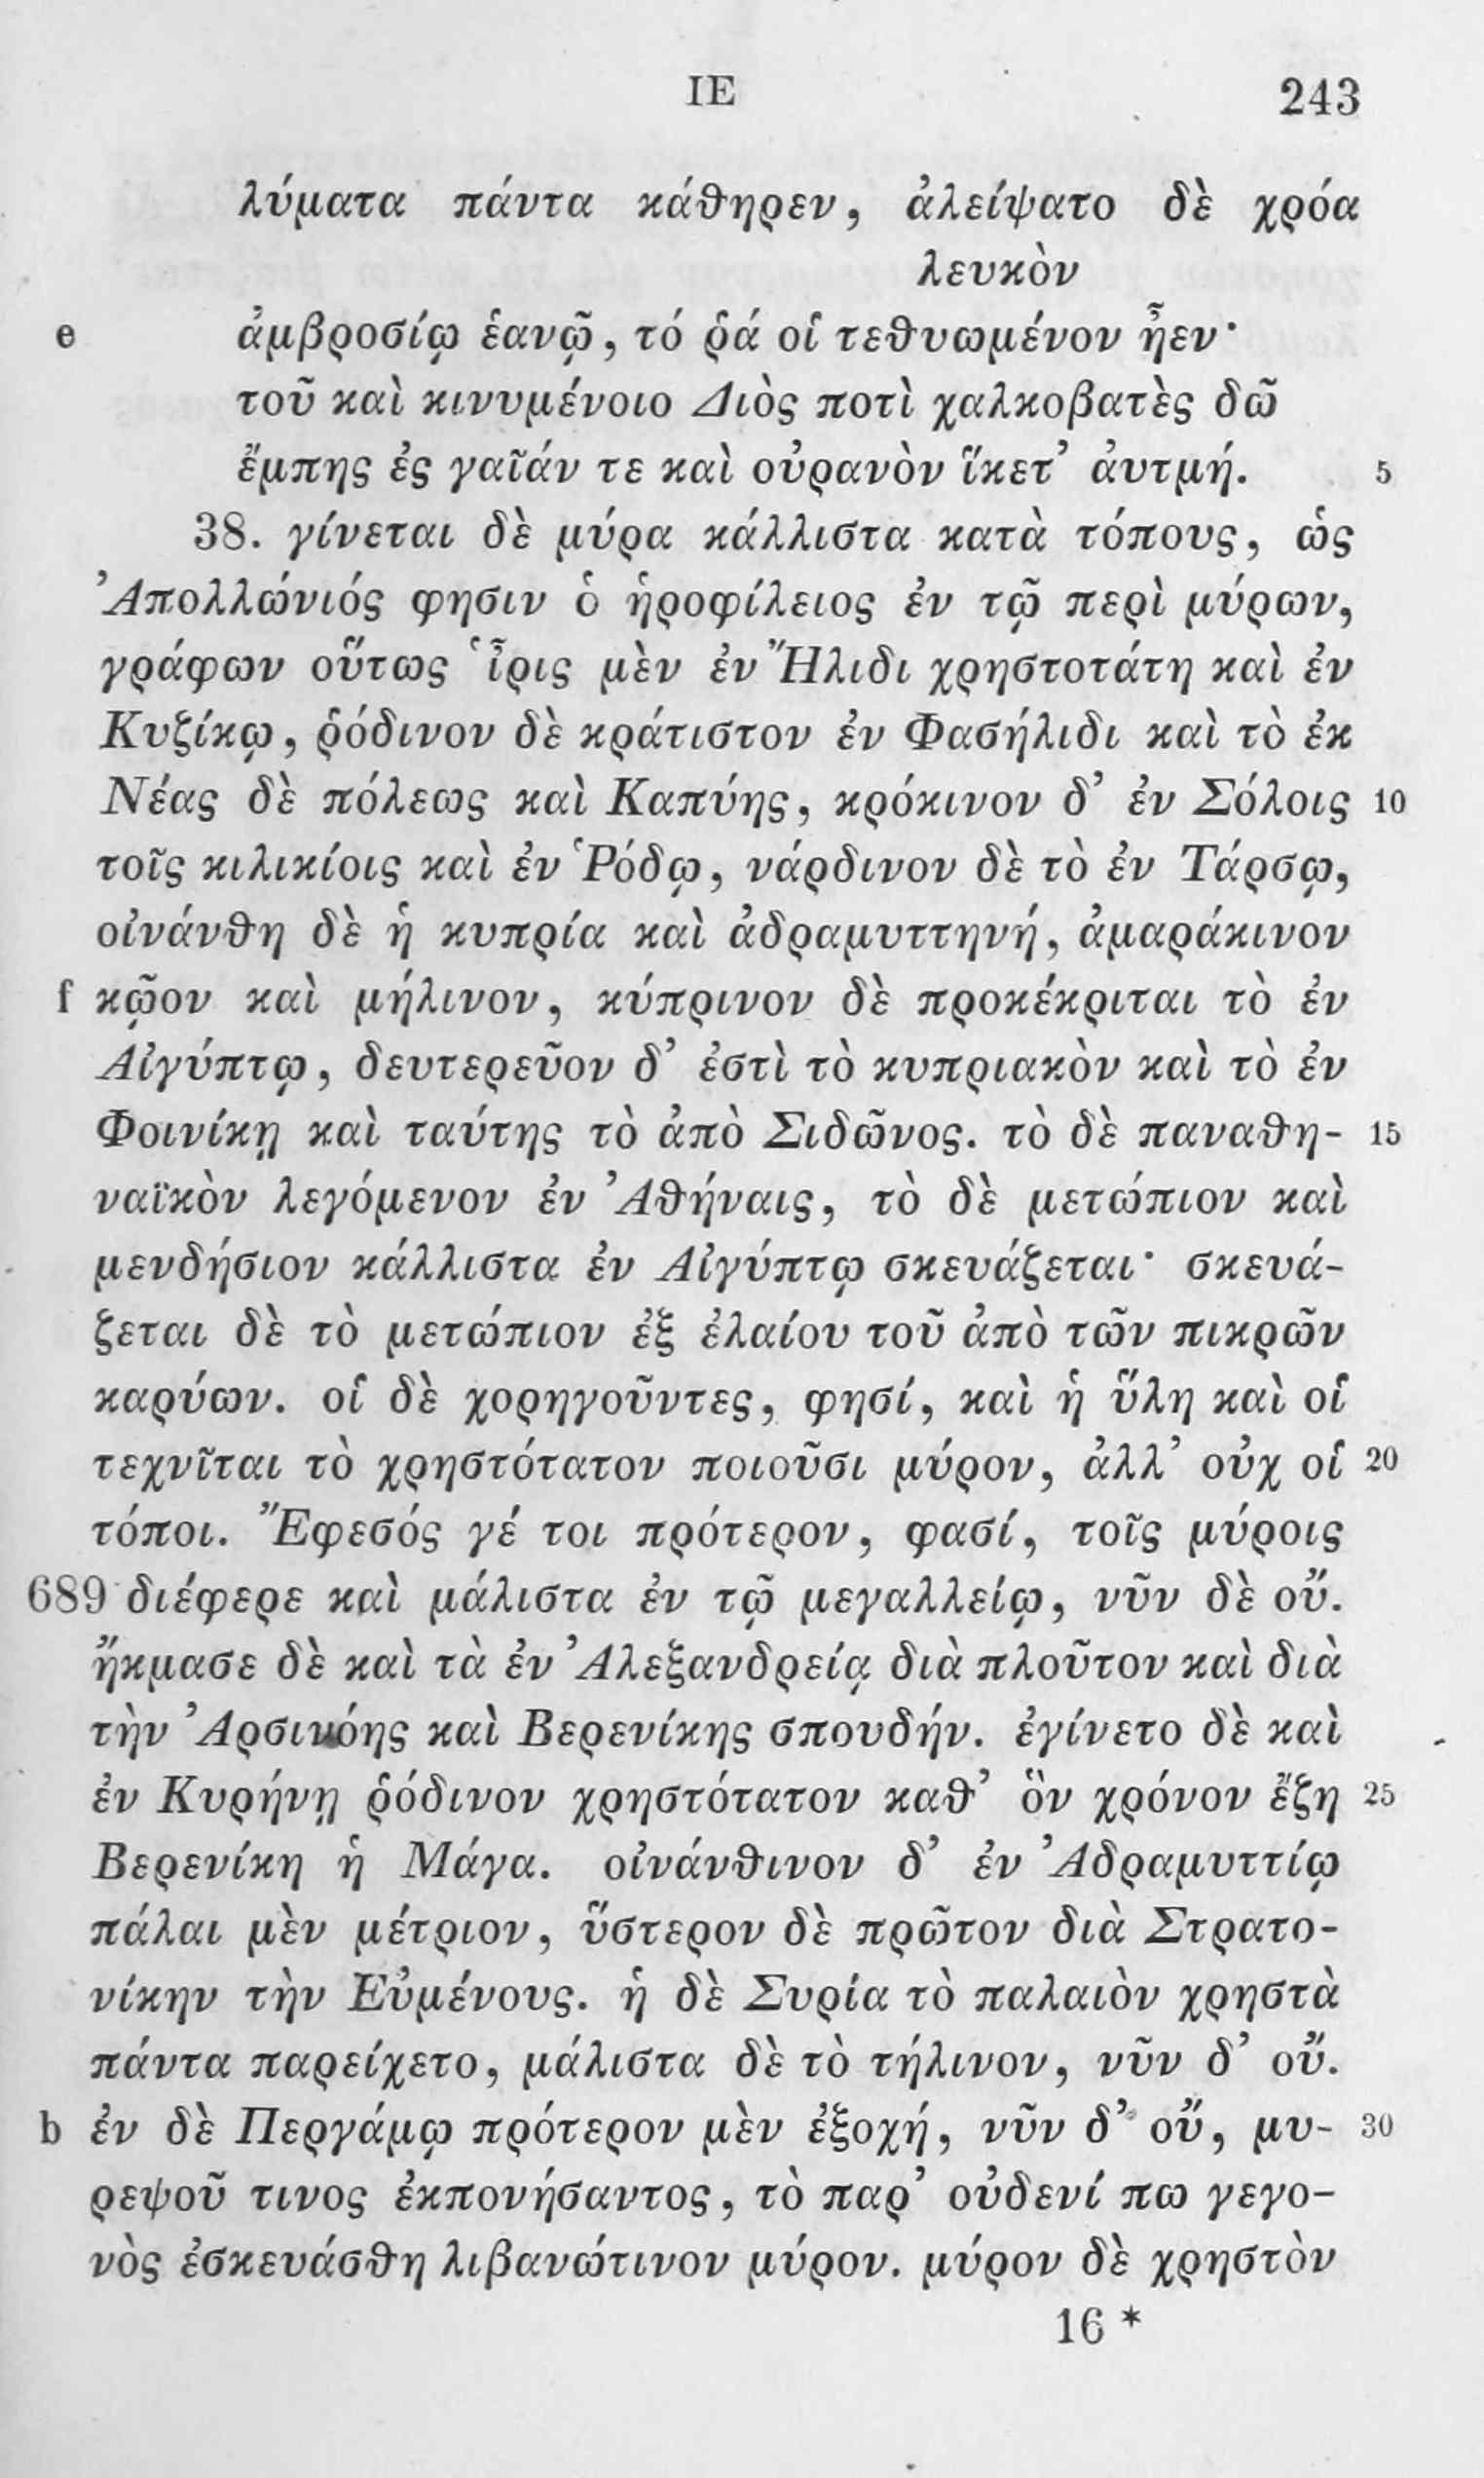 ΙΕ 243
λύματα πάντα κάθηρεν, ἀλείψατο δὲ χρόα
λευκὸν
e ἀμβροσίῳ ἑανῷ, τό ῥά οἱ τεθυωμένον ἦεν·
τοῦ καὶ κινυμένοιο Διὸς ποτὶ χαλκοβατὲς δῶ
ἔμπης ἐς γαῖάν τε καὶ οὐρανὸν ἵκετ’ ἀυτμή. 5
38. γίνεται δὲ μύρα κάλλιστα κατὰ τόπους, ὡς
Ἀπολλώνιός φησιν ὁ ἡροφίλειος ἐν τῷ περὶ μύρων,
γράφων οὕτως ‘ἶρις μὲν ἐν Ἤλιδι χρηστοτάτη καὶ ἐν
Κυζίκῳ, ῥόδινον δὲ κράτιστον ἐν Φασήλιδι καὶ τὸ ἐκ
Νέας δὲ πόλεως καὶ Καπύης, κρόκινον δ’ ἐν Σόλοις 10
τοῖς κιλικίοις καὶ ἐν Ῥόδῳ, νάρδινον δὲ τὸ ἐν Τάρσῳ,
οἰνάνθη δὲ ἡ κυπρία καὶ ἀδραμυττηνή, ἀμαράκινον
f κῷον καὶ μήλινον, κύπρινον δὲ προκέκριται τὸ ἐν
Αἰγύπτῳ, δευτερεῦον δ’ ἐστὶ τὸ κυπριακὸν καὶ τὸ ἐν
Φοινίκῃ καὶ ταύτης τὸ ἀπὸ Σιδῶνος. τὸ δὲ παναθη- 15
ναϊκὸν λεγόμενον ἐν Ἀθήναις, τὸ δὲ μετώπιον καὶ
μενδήσιον κάλλιστα ἐν Αἰγύπτῳ σκευάζεται· σκευά-
ζεται δὲ τὸ μετώπιον ἐξ ἐλαίου τοῦ ἀπὸ τῶν πικρῶν
καρύων. οἱ δὲ χορηγοῦντες, φησί, καὶ ἡ ὕλη καὶ οἱ
τεχνῖται τὸ χρηστότατον ποιοῦσι μύρον, ἀλλ’ οὐχ οἱ 20
τόποι. Ἔφεσός γέ τοι πρότερον, φασί, τοῖς μύροις
689 διέφερε καὶ μάλιστα ἐν τῷ μεγαλλείῳ, νῦν δὲ οὔ.
ἤκμασε δὲ καὶ τὰ ἐν Ἀλεξανδρείᾳ διὰ πλοῦτον καὶ διὰ
τὴν Ἀρσινόης καὶ Βερενίκης σπουδήν. ἐγίνετο δὲ καὶ
ἐν Κυρήνῃ ῥόδινον χρηστότατον καθ’ ὃν χρόνον ἔζη 25
Βερενίκη ἡ Μάγα. οἰνάνθινον δ’ ἐν Ἀδραμυττίῳ
πάλαι μὲν μέτριον, ὕστερον δὲ πρῶτον διὰ Στρατο-
νίκην τὴν Εὐμένους. ἡ δὲ Συρία τὸ παλαιὸν χρηστὰ
πάντα παρείχετο, μάλιστα δὲ τὸ τήλινον, νῦν δ’ οὔ.
b ἐν δὲ Περγάμῳ πρότερον μὲν ἐξοχή, νῦν δ’ οὔ, μυ- 30
ρεψοῦ τινος ἐκπονήσαντος, τὸ παρ’ οὐδενί πω γεγο-
νὸς ἐσκευάσθη λιβανώτινον μύρον. μύρον δὲ χρηστὸν
16 *